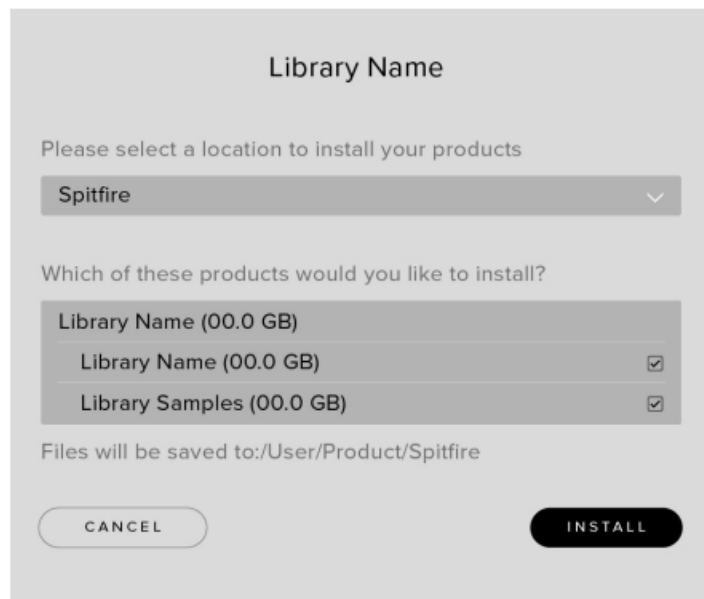 Library Name
Please select a location to install your products
Spitfire
Which of these products would you like to install?
Library Name (00.0 GB)
Library Name (00.0 GB)
Library Samples (00.0 GB)
Files will be saved to:/User/Product/Spitfire
CANCEL
INSTALL